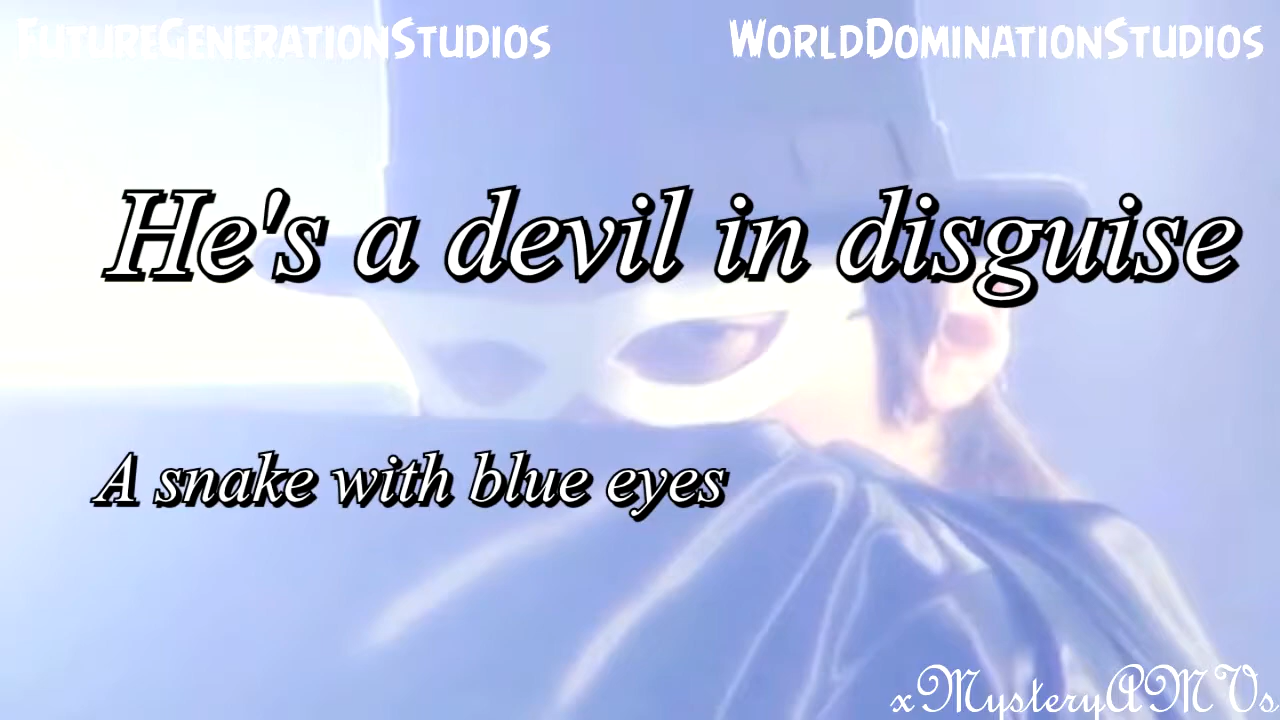 FutureGenerationStudios
WorldDominationStudios
He's a devil in disguise
A snake with blue eyes
xMysteryAMVs